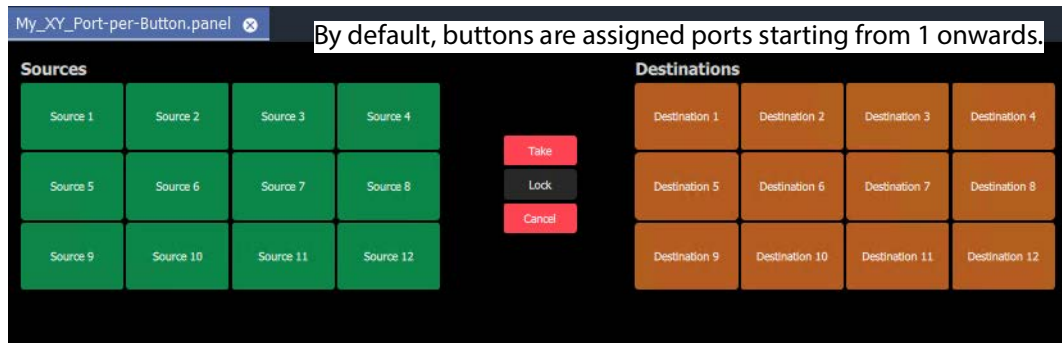 My_XY_Port-per-Button.panel
By default, buttons are assigned ports starting from 1 onwards.
Sources
Destinations
Source 1 Source 2 Source 3 Source 4
Destination 1 Destination 2 Destination 3 Destination 4
Take
Source 5 Source 6 Source 7 Source 8
Lock
Destination 5 Destination 6 Destination 7 Destination 8
Cancel
Source 9 Source 10 Source 11 Source 12
Destination 9 Destination 10 Destination 11 Destination 12